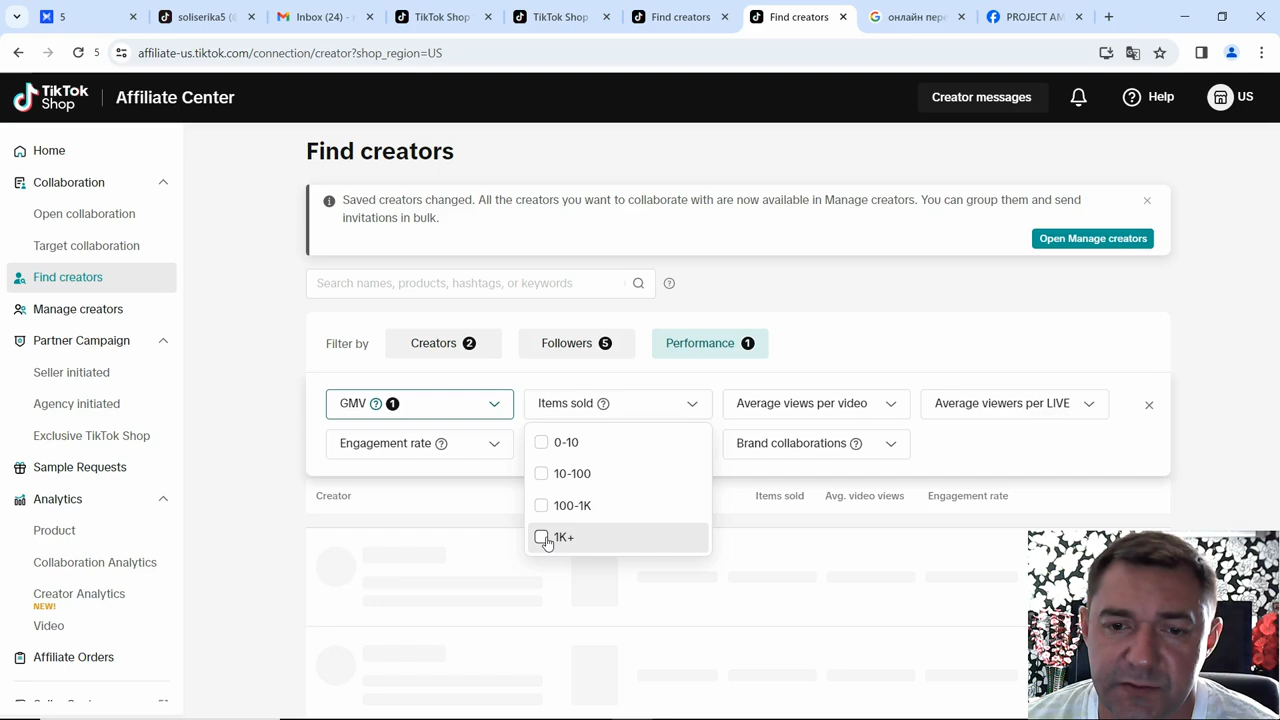 5
soliserika5 (@
Inbox (24) -
TikTok Shop
TikTok Shop
Find creators
Find creators
онлайн пере
PROJECT AM
5
affiliate-us.tiktok.com/connection/creator?shop_region=US
TikTok
Shop
Affiliate Center
Creator messages
Help
US
Home
Collaboration
Open collaboration
Target collaboration
Find creators
Manage creators
Partner Campaign
Seller initiated
Agency initiated
Exclusive TikTok Shop
Sample Requests
Analytics
Product
Collaboration Analytics
Creator Analytics
NEW!
Video
Affiliate Orders
Find creators
Saved creators changed. All the creators you want to collaborate with are now available in Manage creators. You can group them and send
invitations in bulk.
Open Manage creators
Search names, products, hashtags, or keywords
Filter by
Creators 2
Followers 5
Performance 1
GMV 1
Items sold
Average views per video
Average viewers per LIVE
Engagement rate
Brand collaborations
0-10
10-100
100-1K
1K+
Creator
Items sold
Avg. video views
Engagement rate